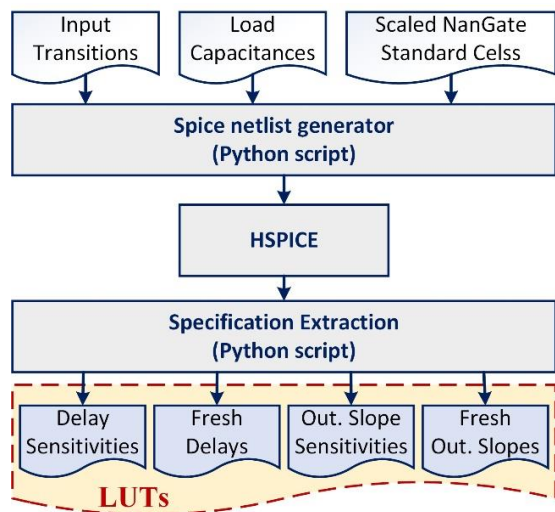 Input
Transitions
Load
Capacitances
Scaled NanGate
Standard Celss
Spice netlist generator
(Python script)
HSPICE
Specification Extraction
(Python script)
Delay
Sensitivities
Fresh
Delays
Out. Slope
Sensitivities
Fresh
Out. Slopes
LUTs